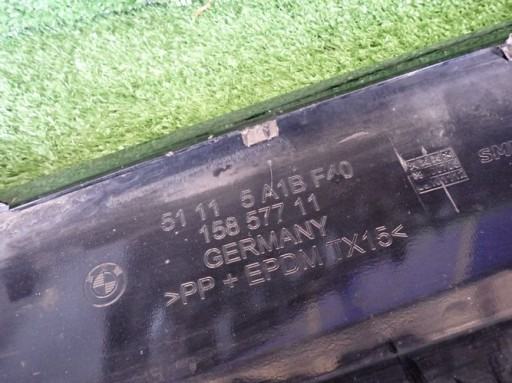 51 11 5 A1B F40
158 577 11
GERMANY
>PP + EPDM TX15<